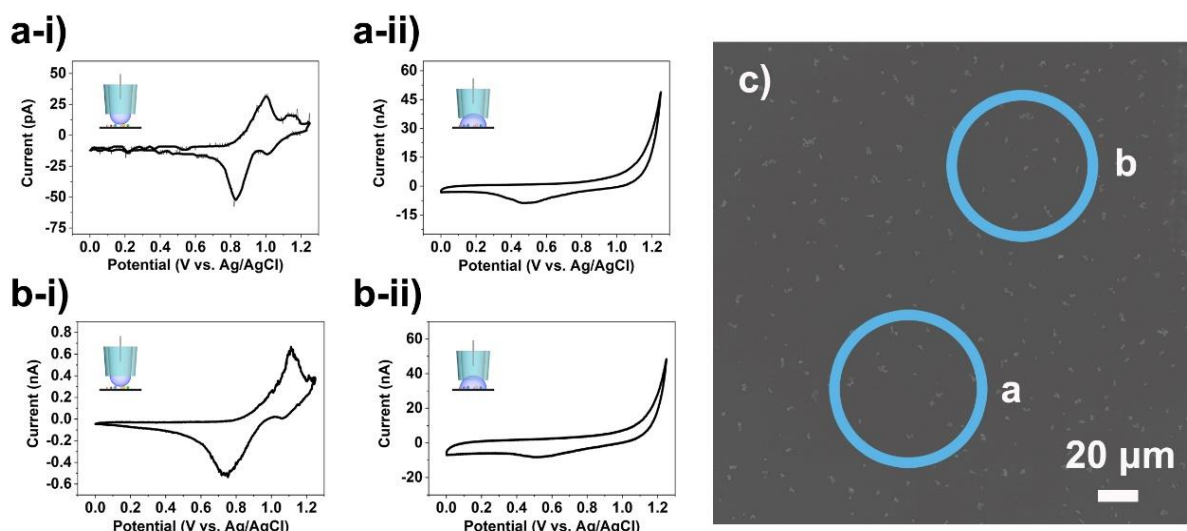 a-i)
50
25
0
-25
-50
-75
Current (pA)
0.0 0.2 0.4 0.6 0.8 1.0 1.2
Potential (V vs. Ag/AgCl)
a-ii)
60
45
30
15
0
-15
Current (nA)
0.0 0.2 0.4 0.6 0.8 1.0 1.2
Potential (V vs. Ag/AgCl)
b-i)
0.8
0.6
0.4
0.2
0.0
-0.2
-0.4
-0.6
Current (nA)
0.0 0.2 0.4 0.6 0.8 1.0 1.2
Potential (V vs. Ag/AgCl)
b-ii)
60
40
20
0
-20
Current (nA)
0.0 0.2 0.4 0.6 0.8 1.0 1.2
Potential (V vs. Ag/AgCl)
c)
b
a
20 µm